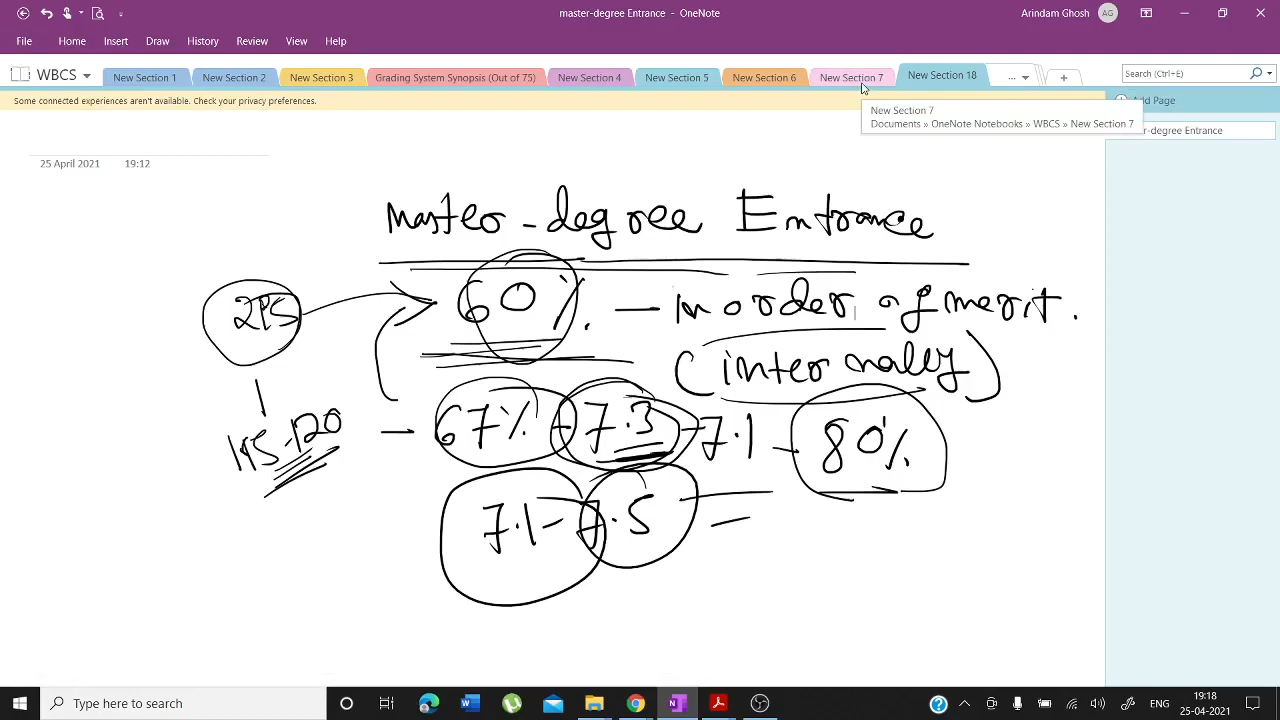 master-degree Entrance - OneNote
Arindam Ghosh AG
File Home Insert Draw History Review View Help
WBCS New Section 1 New Section 2 New Section 3 Grading System Synopsis (Out of 75) New Section 4 New Section 5 New Section 6 New Section 7 New Section 18 ... Search (Ctrl+E)
Some connected experiences aren't available. Check your privacy preferences.
Add Page
New Section 7
Documents » OneNote Notebooks » WBCS » New Section 7
-degree Entrance
25 April 2021 19:12
Master-degree Entrance
60%. - In order of merit.
(internally)
67% - 7.3 - 7.1 - 80%
7.1 - 7.5
Type here to search
ENG
19:18
25-04-2021